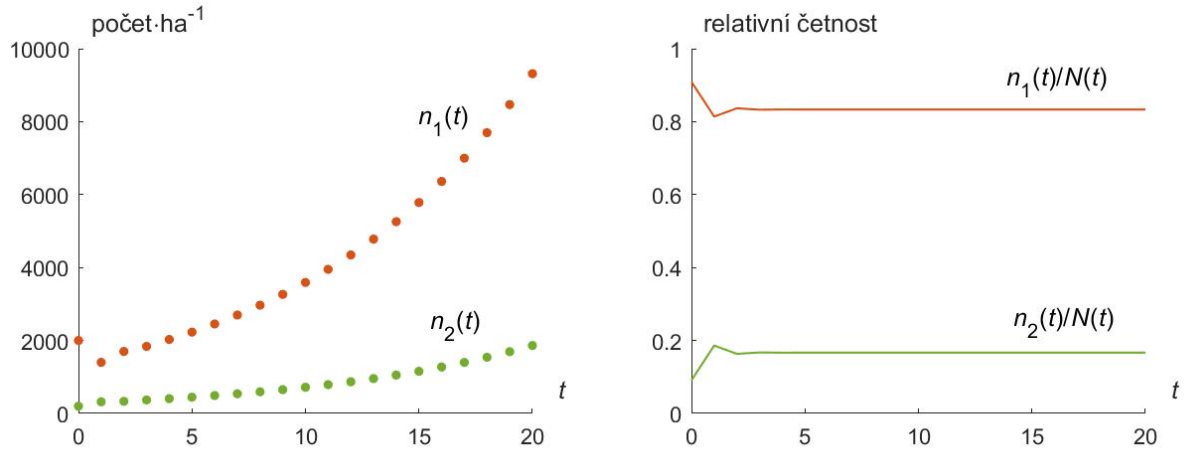 počet·ha⁻¹
10000
8000
6000
4000
2000
0
0 5 10 15 20
n₁(t)
n₂(t)
t
relativní četnost
1
0.8
0.6
0.4
0.2
0
0 5 10 15 20
n₁(t)/N(t)
n₂(t)/N(t)
t